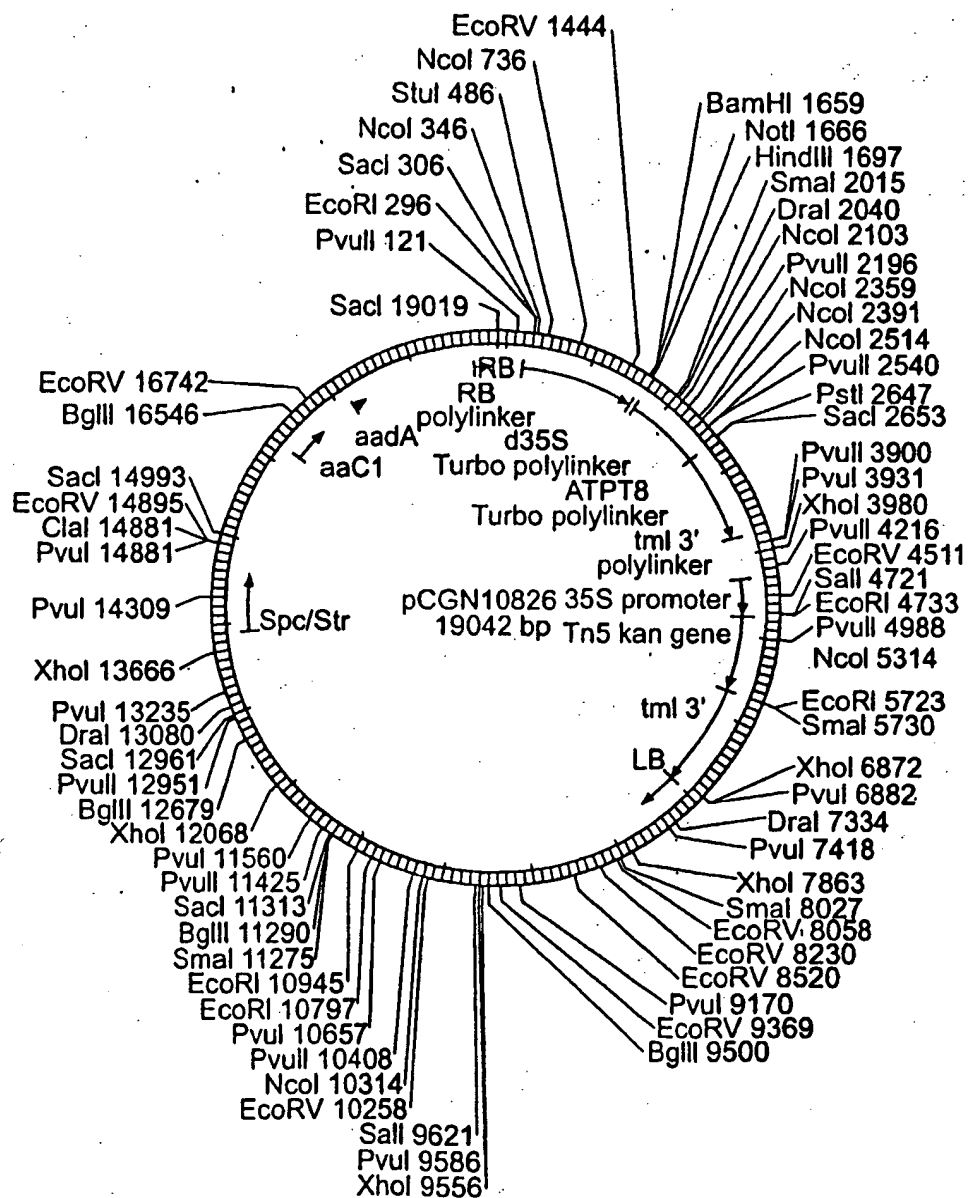 EcoRV 1444
NcoI 736
StuI 486
NcoI 346
SacI 306
EcoRI 296
PvuII 121
SacI 19019
BamHI 1659
NotI 1666
HindIII 1697
SmaI 2015
DraI 2040
NcoI 2103
PvuII 2196
NcoI 2359
NcoI 2391
NcoI 2514
PvuII 2540
PstI 2647
SacI 2653
PvuII 3900
PvuI 3931
XhoI 3980
PvuII 4216
EcoRV 4511
SalI 4721
EcoRI 4733
PvuII 4988
NcoI 5314
EcoRI 5723
SmaI 5730
XhoI 6872
PvuI 6882
DraI 7334
PvuI 7418
XhoI 7863
SmaI 8027
EcoRV 8058
EcoRV 8230
EcoRV 8520
PvuI 9170
EcoRV 9369
BglII 9500
XhoI 9556
PvuI 9586
SalI 9621
EcoRV 10258
NcoI 10314
PvuII 10408
PvuI 10657
EcoRI 10797
EcoRI 10945
SmaI 11275
BglII 11290
SacI 11313
PvuII 11425
PvuI 11560
XhoI 12068
BglII 12679
PvuII 12951
SacI 12961
DraI 13080
PvuI 13235
XhoI 13666
PvuI 14309
PvuI 14881
ClaI 14881
EcoRV 14895
SacI 14993
BglII 16546
EcoRV 16742
RB
RB
polylinker
d35S
Turbo polylinker
ATPT8
Turbo polylinker
tml 3'
polylinker
pCGN10826 35S promoter
19042 bp Tn5 kan gene
tml 3'
LB
Spc/Str
aaC1
aadA